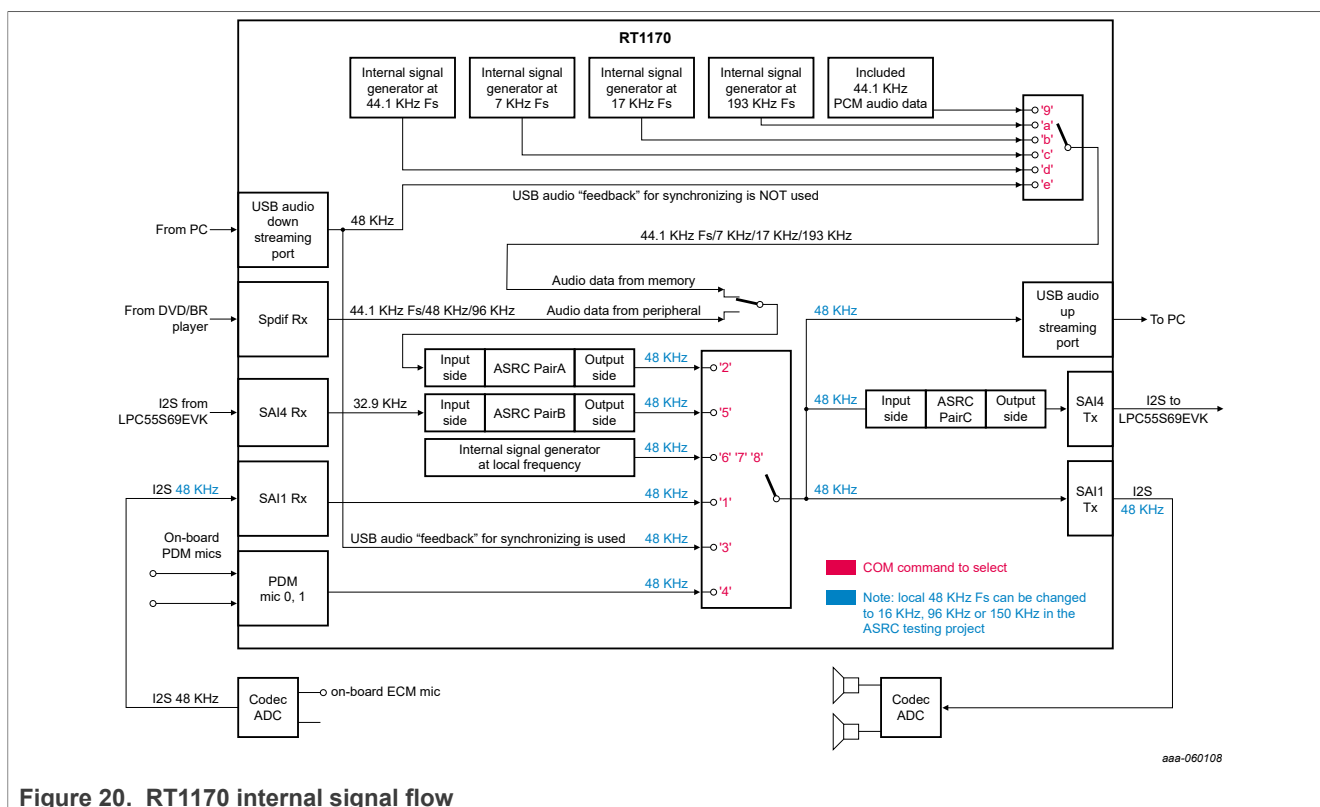 RT1170
Internal signal
generator at
44.1 KHz Fs
Internal signal
generator at
7 KHz Fs
Internal signal
generator at
17 KHz Fs
Internal signal
generator at
193 KHz Fs
Included
44.1 KHz
PCM audio data
'9'
'a'
'b'
'c'
'd'
'e'
USB audio "feedback" for synchronizing is NOT used
From PC
USB audio
down
streaming
port
48 KHz
44.1 KHz Fs/7 KHz/17 KHz/193 KHz
Audio data from memory
From DVD/BR
player
Spdif Rx
44.1 KHz Fs/48 KHz/96 KHz
Audio data from peripheral
48 KHz
USB audio
up
streaming
port
To PC
Input
side
ASRC PairA
Output
side
48 KHz
'2'
I2S from
LPC55S69EVK
SAI4 Rx
32.9 KHz
Input
side
ASRC PairB
Output
side
48 KHz
'5'
48 KHz
Input
side
ASRC
PairC
Output
side
SAI4
Tx
I2S to
LPC55S69EVK
Internal signal generator
at local frequency
48 KHz
'6' '7' '8'
I2S 48 KHz
SAI1 Rx
48 KHz
'1'
48 KHz
SAI1
Tx
I2S
48 KHz
On-board
PDM mics
USB audio "feedback" for synchronizing is used
48 KHz
'3'
PDM
mic 0, 1
48 KHz
'4'
COM command to select
Note: local 48 KHz Fs can be changed
to 16 KHz, 96 KHz or 150 KHz in the
ASRC testing project
I2S 48 KHz
Codec
ADC
on-board ECM mic
Codec
ADC
aaa-060108
Figure 20. RT1170 internal signal flow